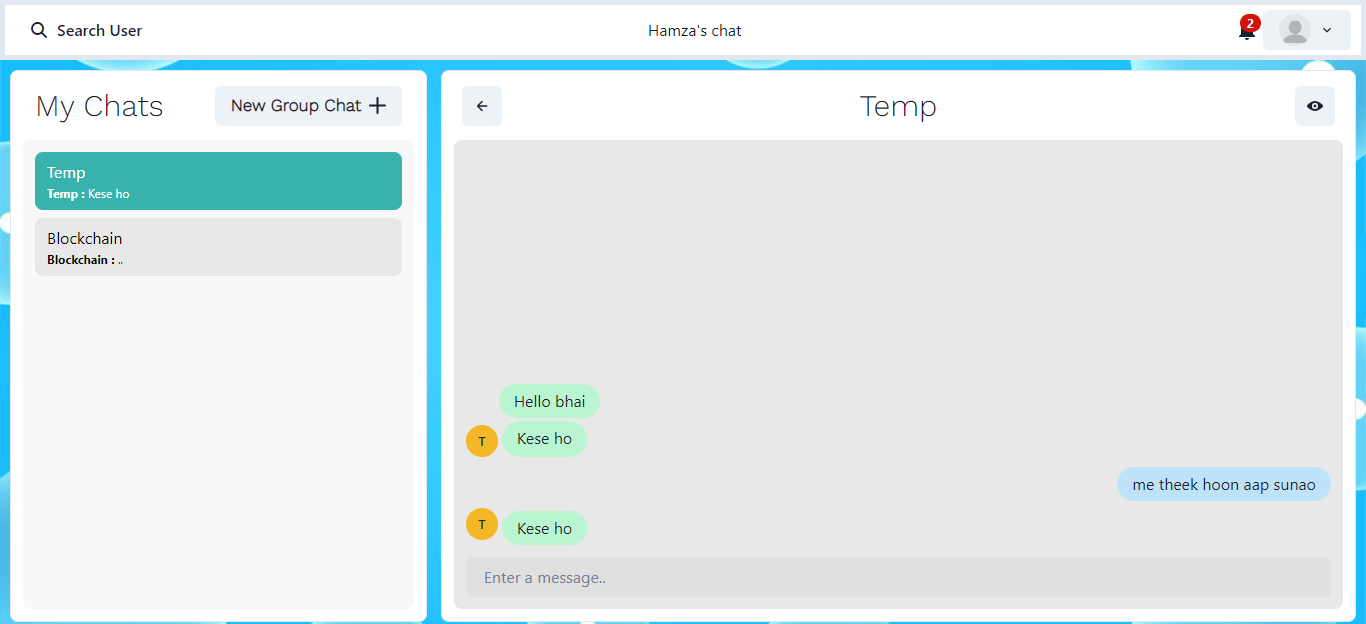 Search User
Hamza's chat
2
My Chats
New Group Chat
Temp
Temp : Kese ho
Blockchain
Blockchain : ..
Temp
Hello bhai
T
Kese ho
me theek hoon aap sunao
T
Kese ho
Enter a message..